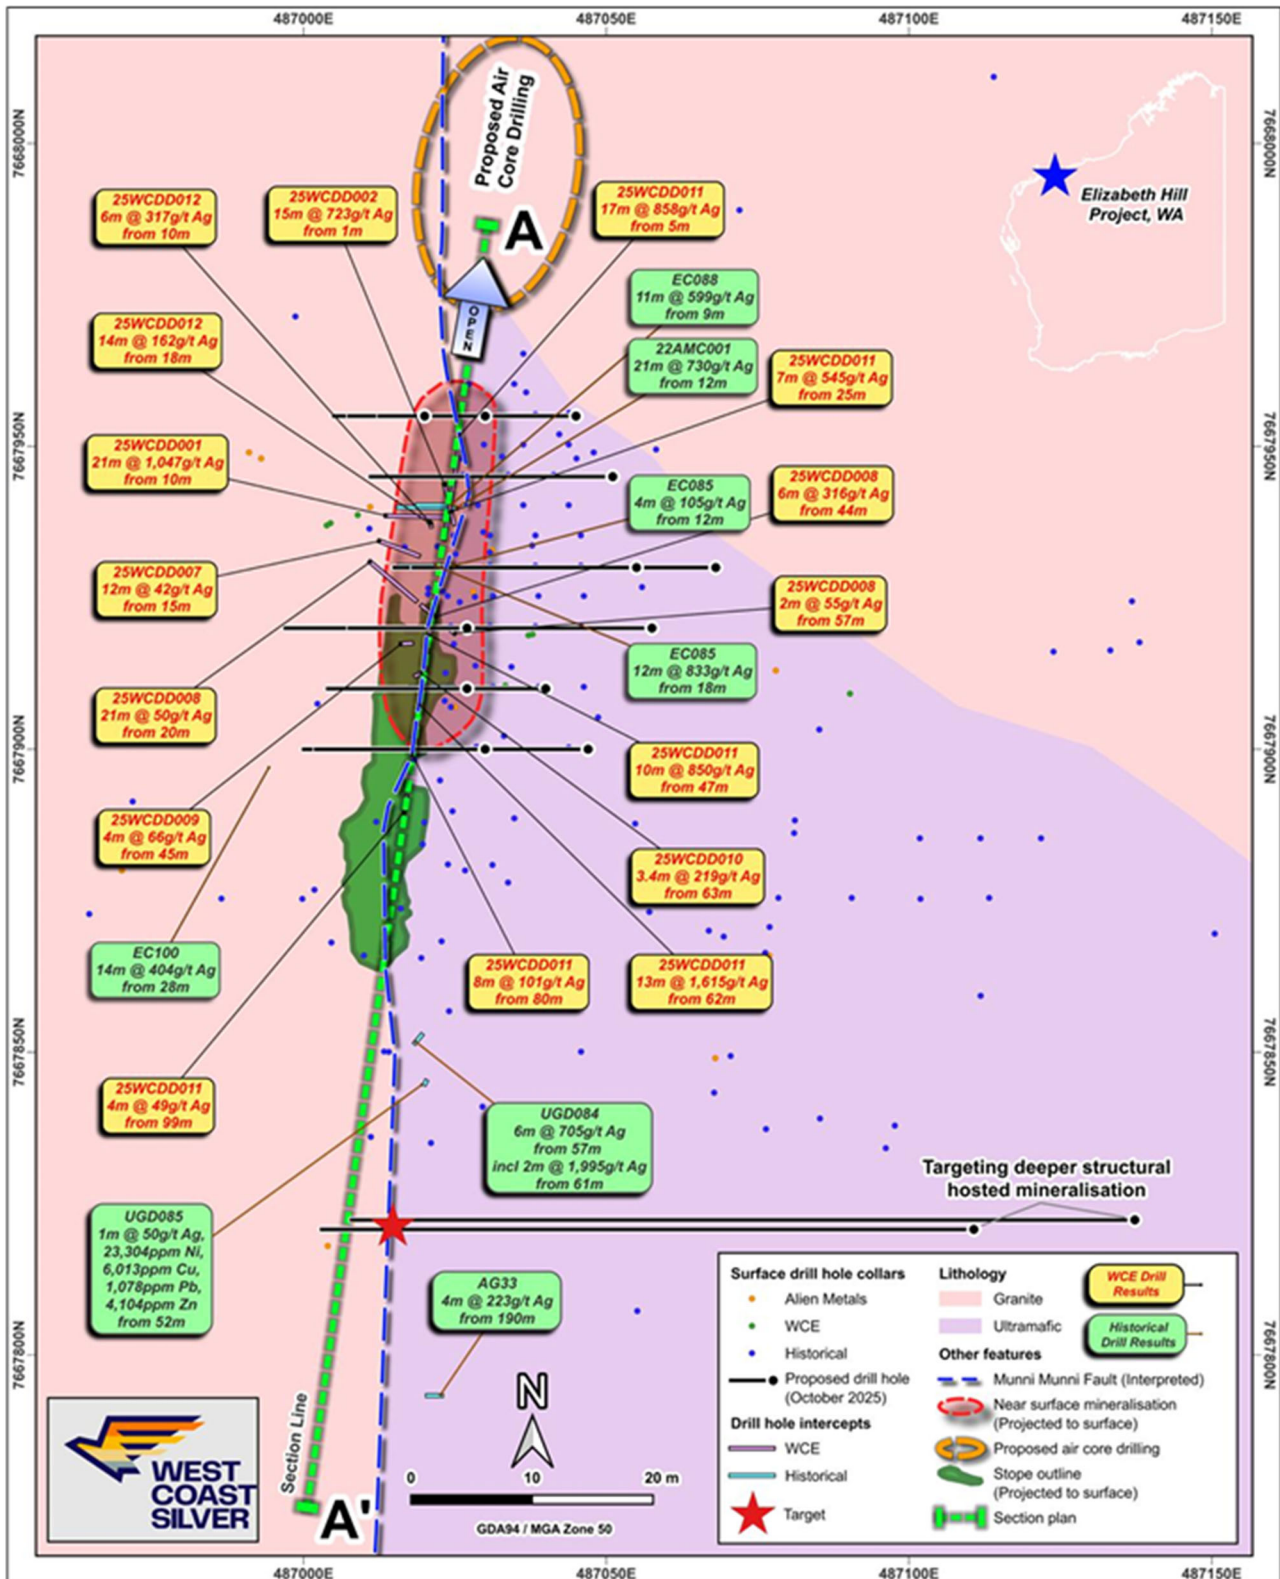 487000E
487050E
487100E
487150E
7668000N
7668000N
Proposed Air
Core Drilling
A
OPEN
Elizabeth Hill
Project, WA
25WCDD012
6m @ 317g/t Ag
from 10m
25WCDD002
15m @ 723g/t Ag
from 1m
25WCDD011
17m @ 858g/t Ag
from 5m
EC088
11m @ 599g/t Ag
from 9m
25WCDD012
14m @ 162g/t Ag
from 18m
22AMC001
21m @ 730g/t Ag
from 12m
25WCDD011
7m @ 545g/t Ag
from 25m
7667950N
7667950N
25WCDD001
21m @ 1,047g/t Ag
from 10m
EC085
4m @ 105g/t Ag
from 12m
25WCDD008
6m @ 316g/t Ag
from 44m
25WCDD007
12m @ 42g/t Ag
from 15m
25WCDD008
2m @ 55g/t Ag
from 57m
EC085
12m @ 833g/t Ag
from 18m
25WCDD008
21m @ 50g/t Ag
from 20m
7667900N
7667900N
25WCDD011
10m @ 850g/t Ag
from 47m
25WCDD009
4m @ 66g/t Ag
from 45m
25WCDD010
3.4m @ 219g/t Ag
from 63m
EC100
14m @ 404g/t Ag
from 28m
25WCDD011
8m @ 101g/t Ag
from 80m
25WCDD011
13m @ 1,615g/t Ag
from 62m
7667850N
7667850N
25WCDD011
4m @ 49g/t Ag
from 99m
UGD084
6m @ 705g/t Ag
from 57m
incl 2m @ 1,995g/t Ag
from 61m
Targeting deeper structural
hosted mineralisation
UGD085
1m @ 50g/t Ag,
23,304ppm Ni,
6,013ppm Cu,
1,078ppm Pb,
4,104ppm Zn
from 52m
AG33
4m @ 223g/t Ag
from 190m
7667800N
7667800N
Surface drill hole collars
Alien Metals
WCE
Historical
Proposed drill hole
(October 2025)
Drill hole intercepts
WCE
Historical
Target
Lithology
Granite
Ultramafic
Other features
Munni Munni Fault (Interpreted)
Near surface mineralisation
(Projected to surface)
Proposed air core drilling
Stope outline
(Projected to surface)
Section plan
WCE Drill
Results
Historical
Drill Results
WEST
COAST
SILVER
Section Line
A'
N
0 10 20 m
GDA94 / MGA Zone 50
487000E
487050E
487100E
487150E